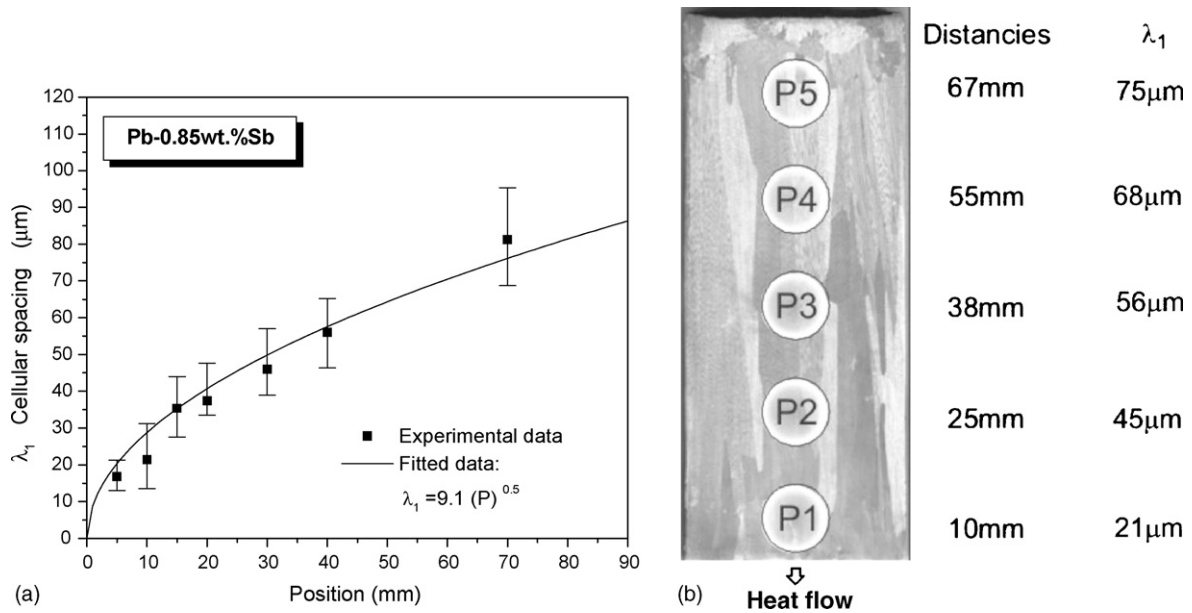 Pb-0.85wt.%Sb
120
110
100
90
80
70
60
50
40
30
20
10
0
λ₁ Cellular spacing (μm)
Experimental data
Fitted data:
λ₁ =9.1 (P) 0.5
0 10 20 30 40 50 60 70 80 90
Position (mm)
(a)
Distancies λ₁
P5 67mm 75μm
P4 55mm 68μm
P3 38mm 56μm
P2 25mm 45μm
P1 10mm 21μm
Heat flow
(b)